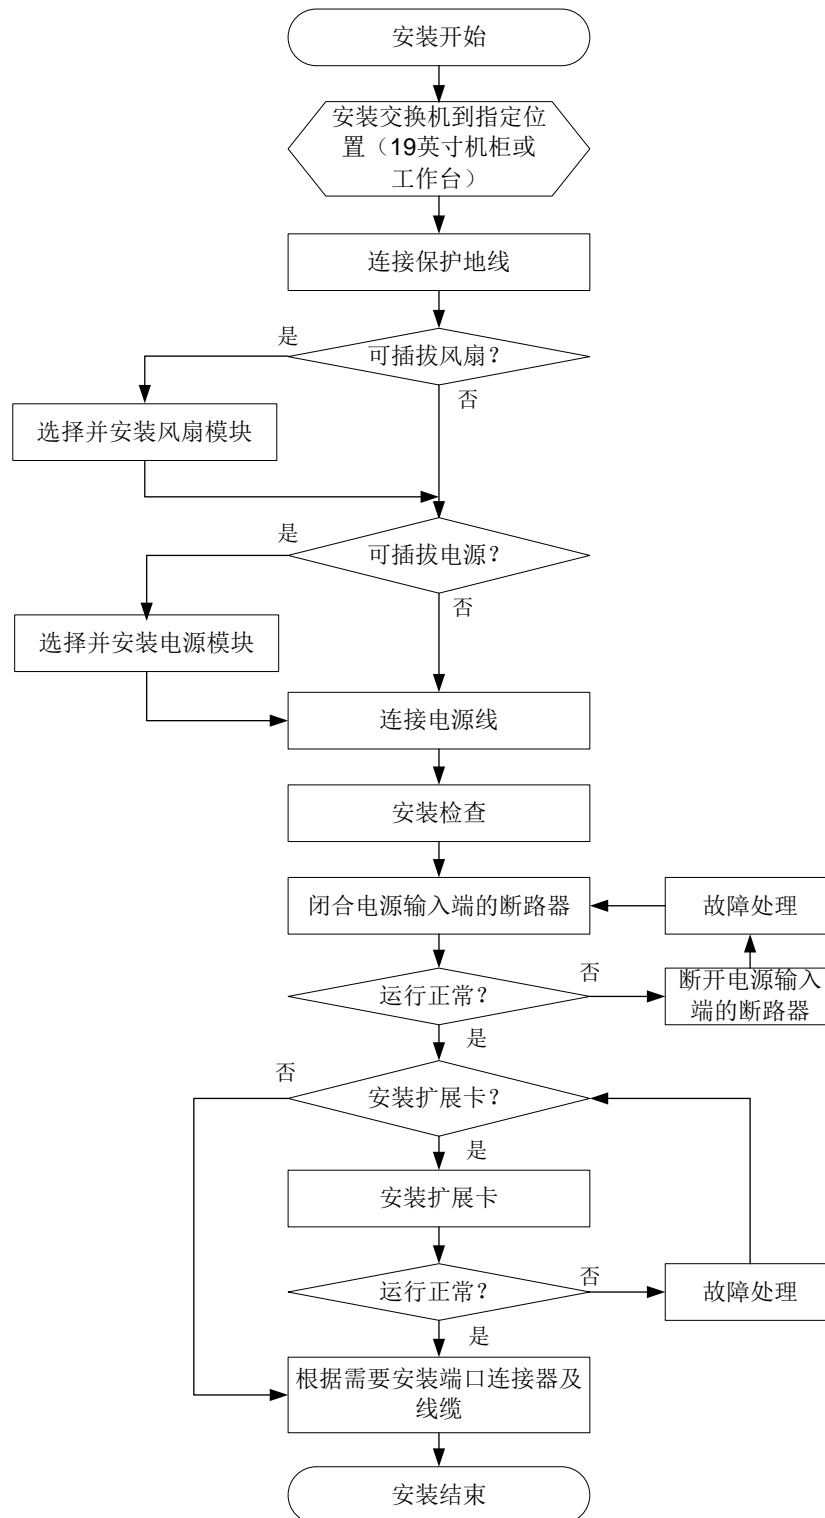 安装开始
安装交换机到指定位
置（19英寸机柜或
工作台）
连接保护地线
是
可插拔风扇？
否
选择并安装风扇模块
是
可插拔电源？
否
选择并安装电源模块
连接电源线
安装检查
闭合电源输入端的断路器
故障处理
运行正常？
否
断开电源输入
端的断路器
是
否
安装扩展卡？
是
安装扩展卡
运行正常？
否
故障处理
是
根据需要安装端口连接器及
线缆
安装结束